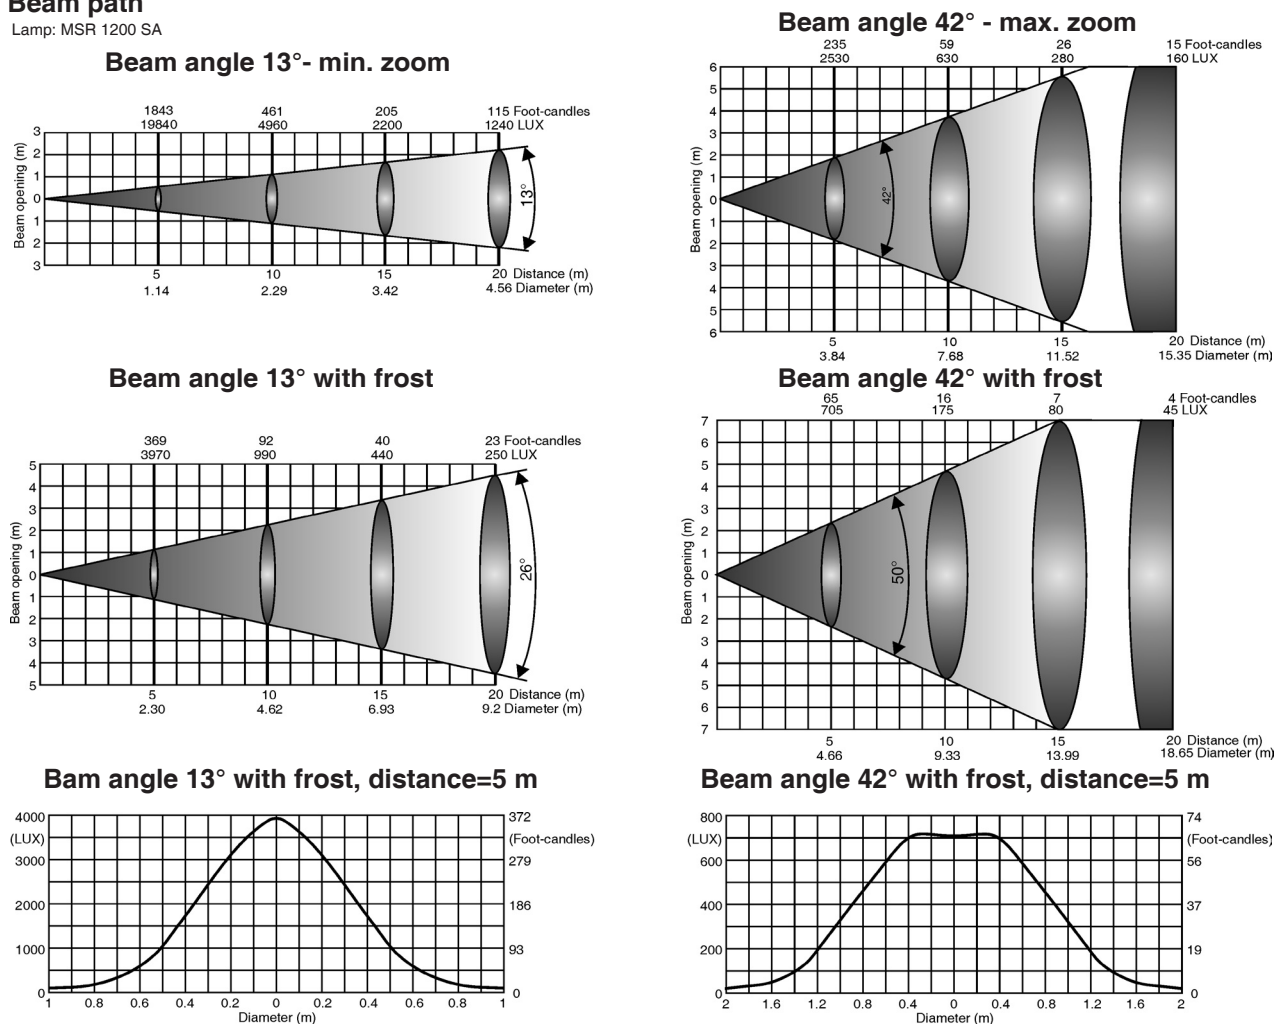 Beam path
Lamp: MSR 1200 SA
Beam angle 13°- min. zoom
1843 461 205 115 Foot-candles
19840 4960 2200 1240 LUX
3
2
1
0
1
2
3
Beam opening (m)
13°
5 10 15 20 Distance (m)
1.14 2.29 3.42 4.56 Diameter (m)
Beam angle 42° - max. zoom
235 59 26 15 Foot-candles
2530 630 280 160 LUX
6
5
4
3
2
1
0
1
2
3
4
5
6
Beam opening (m)
42°
5 10 15 20 Distance (m)
3.84 7.68 11.52 15.35 Diameter (m)
Beam angle 13° with frost
369 92 40 23 Foot-candles
3970 990 440 250 LUX
5
4
3
2
1
0
1
2
3
4
5
Beam opening (m)
26°
5 10 15 20 Distance (m)
2.30 4.62 6.93 9.2 Diameter (m)
Beam angle 42° with frost
65 16 7 4 Foot-candles
705 175 80 45 LUX
7
6
5
4
3
2
1
0
1
2
3
4
5
6
7
Beam opening (m)
50°
5 10 15 20 Distance (m)
4.66 9.33 13.99 18.65 Diameter (m)
Bam angle 13° with frost, distance=5 m
4000 372
(LUX) (Foot-candles)
3000 279
2000 186
1000 93
0 0
1 0.8 0.6 0.4 0.2 0 0.2 0.4 0.6 0.8 1
Diameter (m)
Beam angle 42° with frost, distance=5 m
800 74
(LUX) (Foot-candles)
600 56
400 37
200 19
0 0
2 1.6 1.2 0.8 0.4 0 0.4 0.8 1.2 1.6 2
Diameter (m)